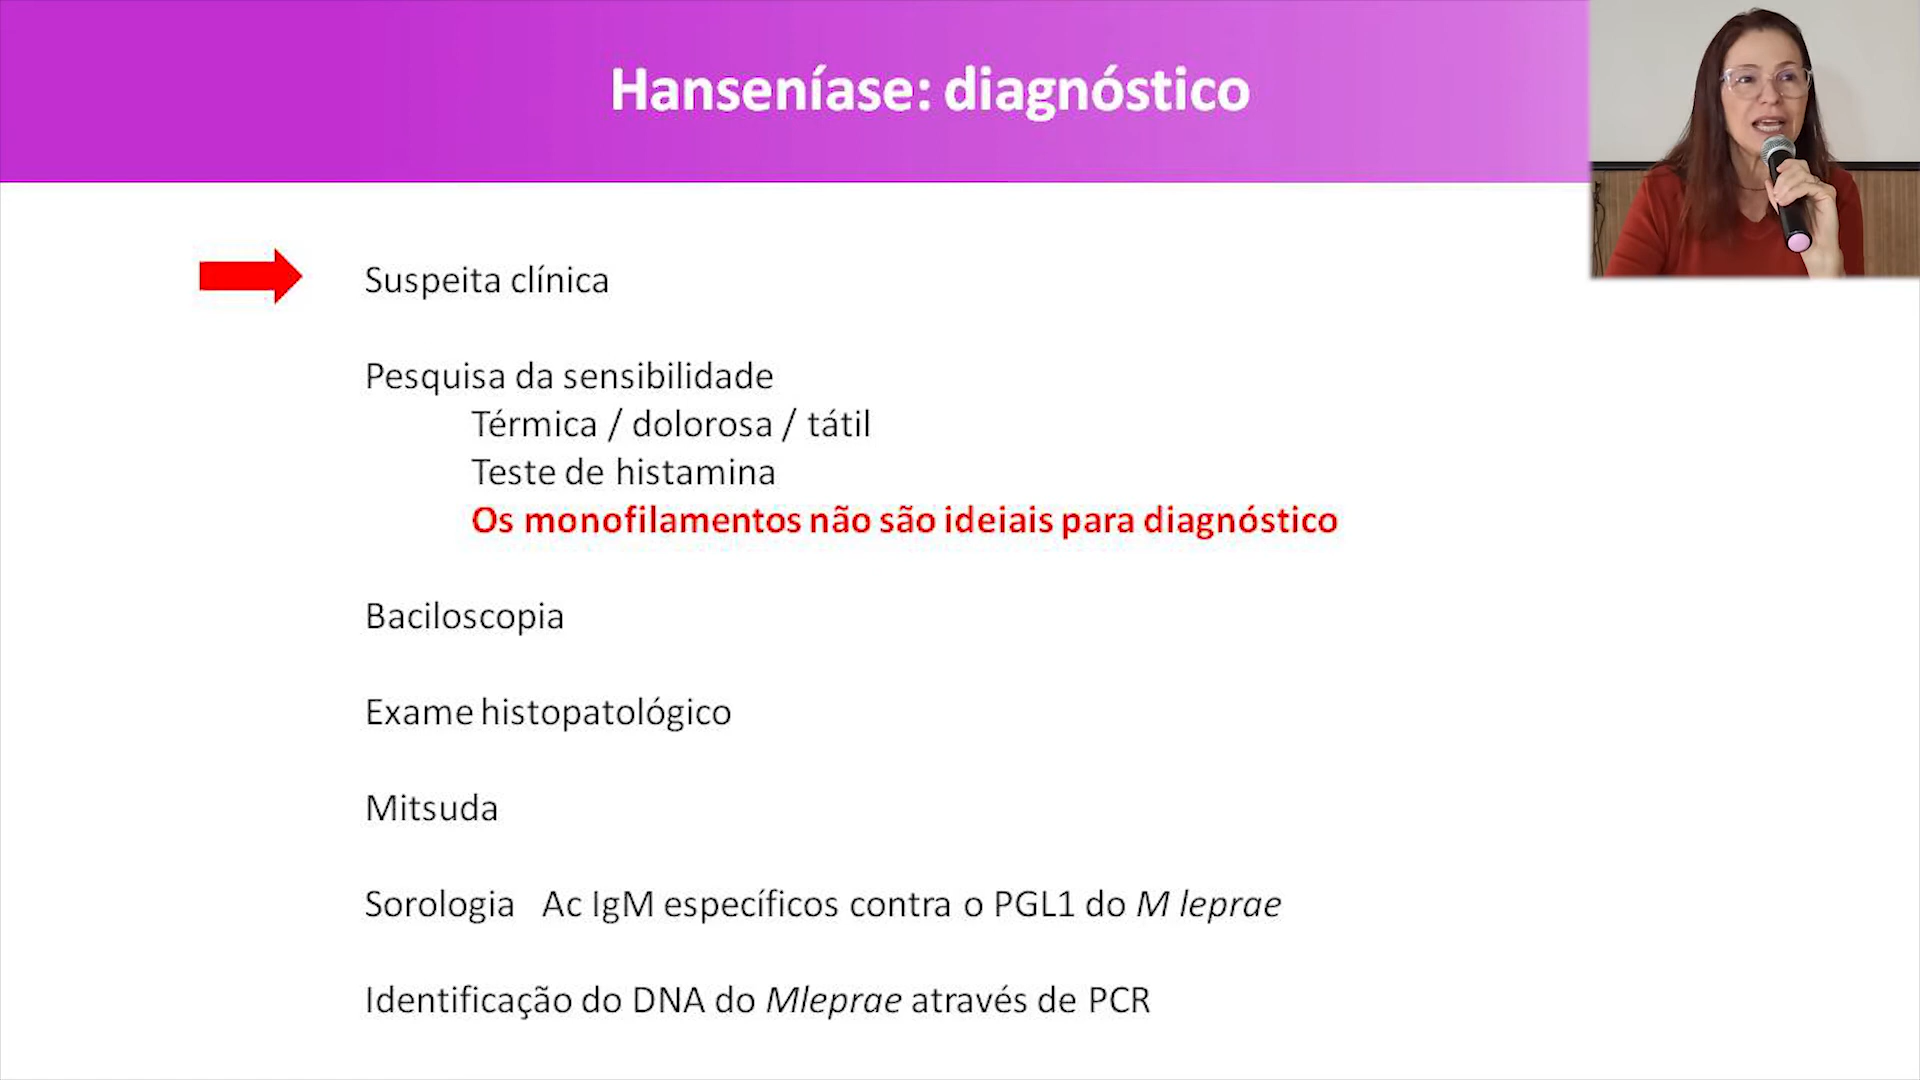 Hanseníase: diagnóstico
Suspeita clínica
Pesquisa da sensibilidade
Térmica / dolorosa / tátil
Teste de histamina
Os monofilamentos não são ideiais para diagnóstico
Baciloscopia
Exame histopatológico
Mitsuda
Sorologia Ac IgM específicos contra o PGL1 do M leprae
Identificação do DNA do Mleprae através de PCR